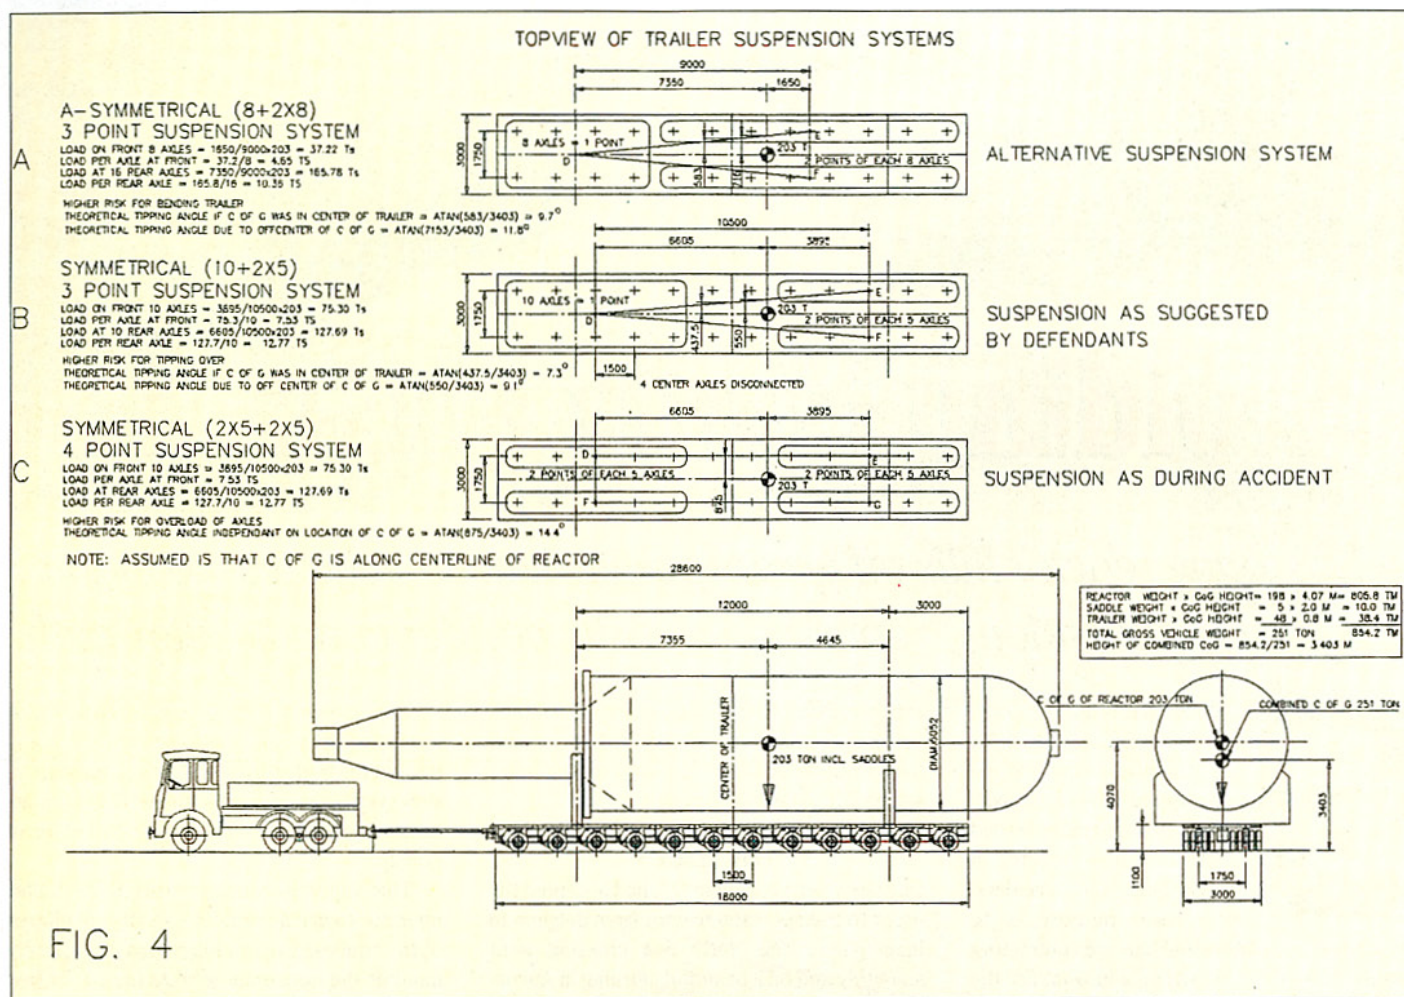 TOPVIEW OF TRAILER SUSPENSION SYSTEMS
A
A-SYMMETRICAL (8+2X8)
3 POINT SUSPENSION SYSTEM
LOAD ON FRONT 8 AXLES = 1650/9000x203 = 37.22 Ts
LOAD PER AXLE AT FRONT = 37.2/8 = 4.65 TS
LOAD AT 16 REAR AXLES = 7350/9000x203 = 165.78 Ts
LOAD PER REAR AXLE = 165.8/16 = 10.36 TS
HIGHER RISK FOR BENDING TRAILER
THEORETICAL TIPPING ANGLE IF C OF G WAS IN CENTER OF TRAILER = ATAN(583/3403) = 9.7°
THEORETICAL TIPPING ANGLE DUE TO OFFCENTER OF C OF G = ATAN(7153/3403) = 11.8°
9000
7350
1650
3000
1750
8 AXLES = 1 POINT
D
E
F
203 T
2 POINTS OF EACH 8 AXLES
583
ALTERNATIVE SUSPENSION SYSTEM
B
SYMMETRICAL (10+2X5)
3 POINT SUSPENSION SYSTEM
LOAD ON FRONT 10 AXLES = 3895/10500x203 = 75.30 Ts
LOAD PER AXLE AT FRONT = 75.3/10 = 7.53 TS
LOAD AT 10 REAR AXLES = 6605/10500x203 = 127.69 Ts
LOAD PER REAR AXLE = 127.7/10 = 12.77 TS
HIGHER RISK FOR TIPPING OVER
THEORETICAL TIPPING ANGLE IF C OF G WAS IN CENTER OF TRAILER = ATAN(437.5/3403) = 7.3°
THEORETICAL TIPPING ANGLE DUE TO OFF CENTER OF C OF G = ATAN(550/3403) = 9.1°
10500
6605
3895
3000
1750
10 AXLES = 1 POINT
D
E
F
203 T
2 POINTS OF EACH 5 AXLES
437.5
550
1500
4 CENTER AXLES DISCONNECTED
SUSPENSION AS SUGGESTED
BY DEFENDANTS
C
SYMMETRICAL (2X5+2X5)
4 POINT SUSPENSION SYSTEM
LOAD ON FRONT 10 AXLES = 3895/10500x203 = 75.30 Ts
LOAD PER AXLE AT FRONT = 7.53 TS
LOAD AT REAR AXLES = 6605/10500x203 = 127.69 Ts
LOAD PER REAR AXLE = 127.7/10 = 12.77 TS
HIGHER RISK FOR OVERLOAD OF AXLES
THEORETICAL TIPPING ANGLE INDEPENDANT ON LOCATION OF C OF G = ATAN(875/3403) = 14.4°
6605
3895
3000
1750
D
E
2 POINTS OF EACH 5 AXLES
2 POINTS OF EACH 5 AXLES
203 T
F
G
875
SUSPENSION AS DURING ACCIDENT
NOTE: ASSUMED IS THAT C OF G IS ALONG CENTERLINE OF REACTOR
28600
12000
3000
7355
4645
CENTER OF TRAILER
203 TON INCL. SADDLES
DIAM.
1500
18000
REACTOR WEIGHT x CoG HEIGHT= 198 x 4.07 M= 805.8 TM
SADDLE WEIGHT x CoG HEIGHT = 5 x 2.0 M = 10.0 TM
TRAILER WEIGHT x CoG HEIGHT = 48 x 0.8 M = 38.4 TM
TOTAL GROSS VEHICLE WEIGHT = 251 TON 854.2 TM
HEIGHT OF COMBINED CoG = 854.2/251 = 3.403 M
C OF G OF REACTOR 203 TON
COMBINED C OF G 251 TON
4070
3403
1100
1750
3000
FIG. 4